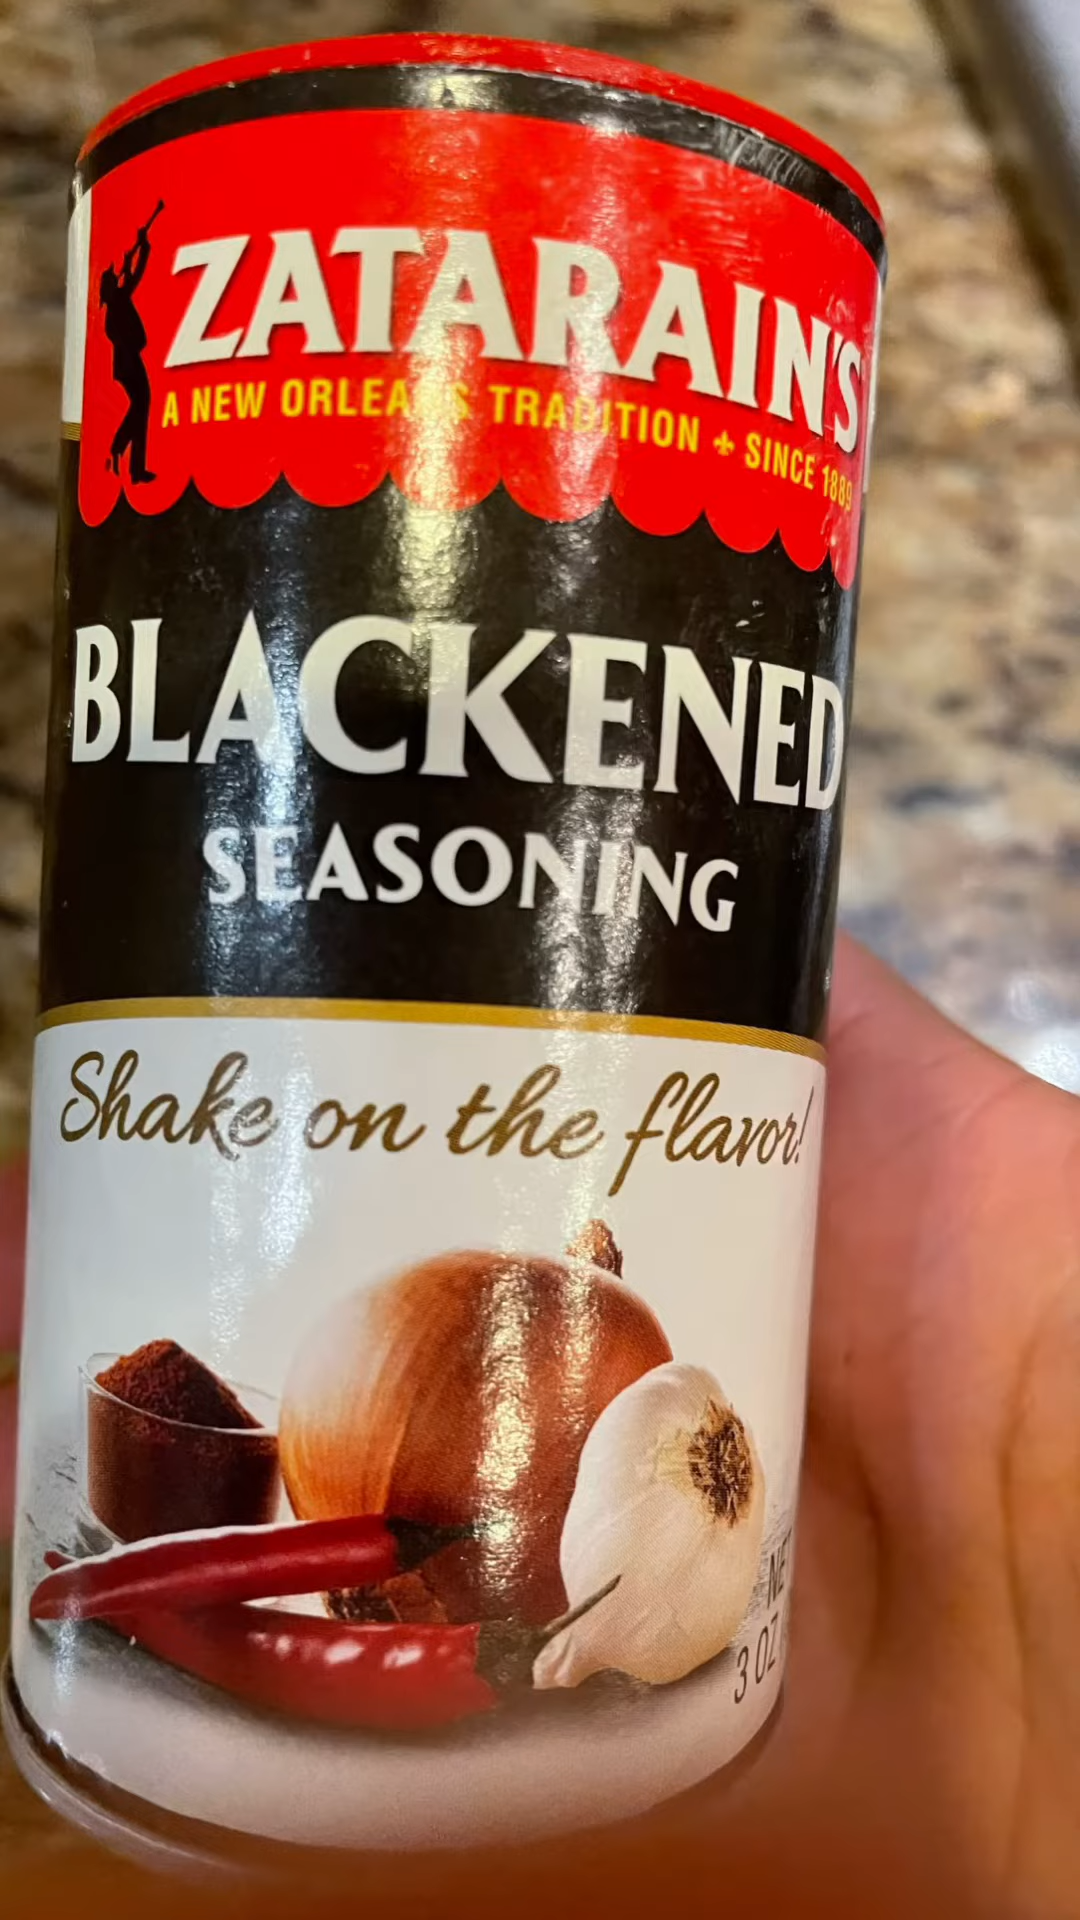 ZATARAIN'S
A NEW ORLEANS TRADITION ⚜ SINCE 1889
BLACKENED
SEASONING
Shake on the flavor!
NET
3 OZ